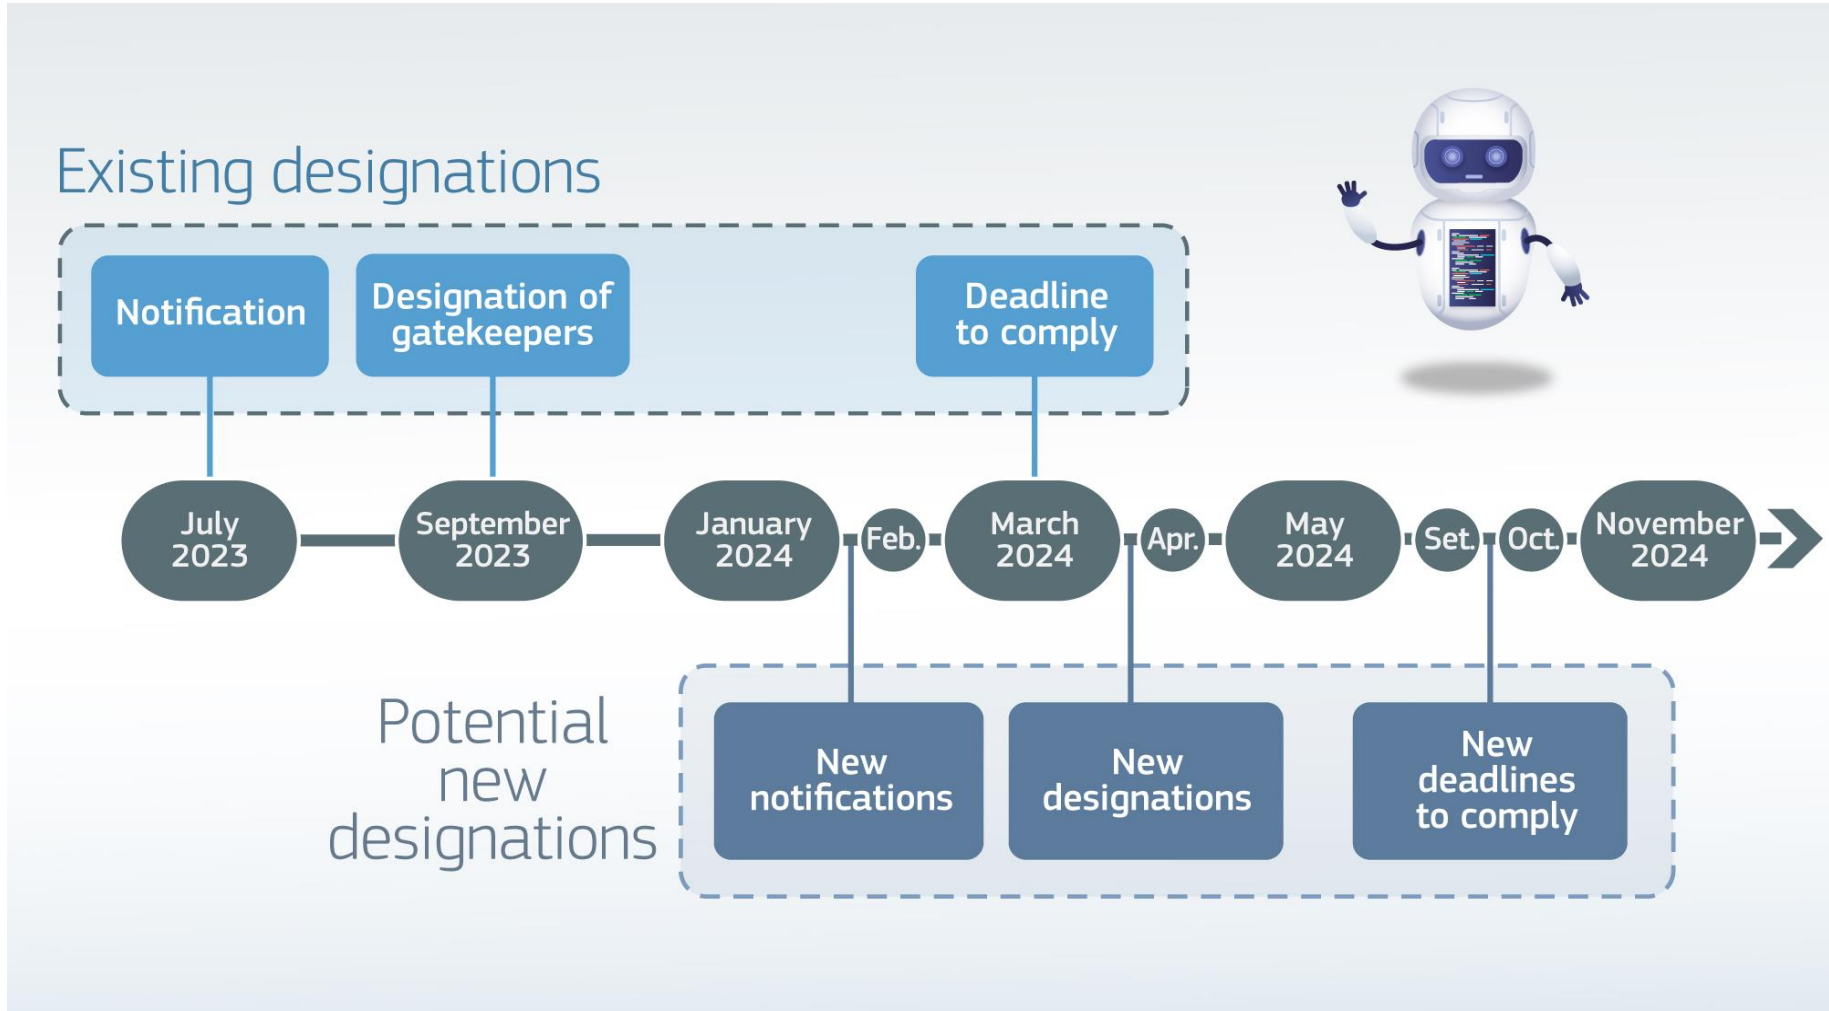 Existing designations
Notification
Designation of
gatekeepers
Deadline
to comply
July
2023
September
2023
January
2024
Feb.
March
2024
Apr.
May
2024
Set.
Oct.
November
2024
Potential
new
designations
New
notifications
New
designations
New
deadlines
to comply